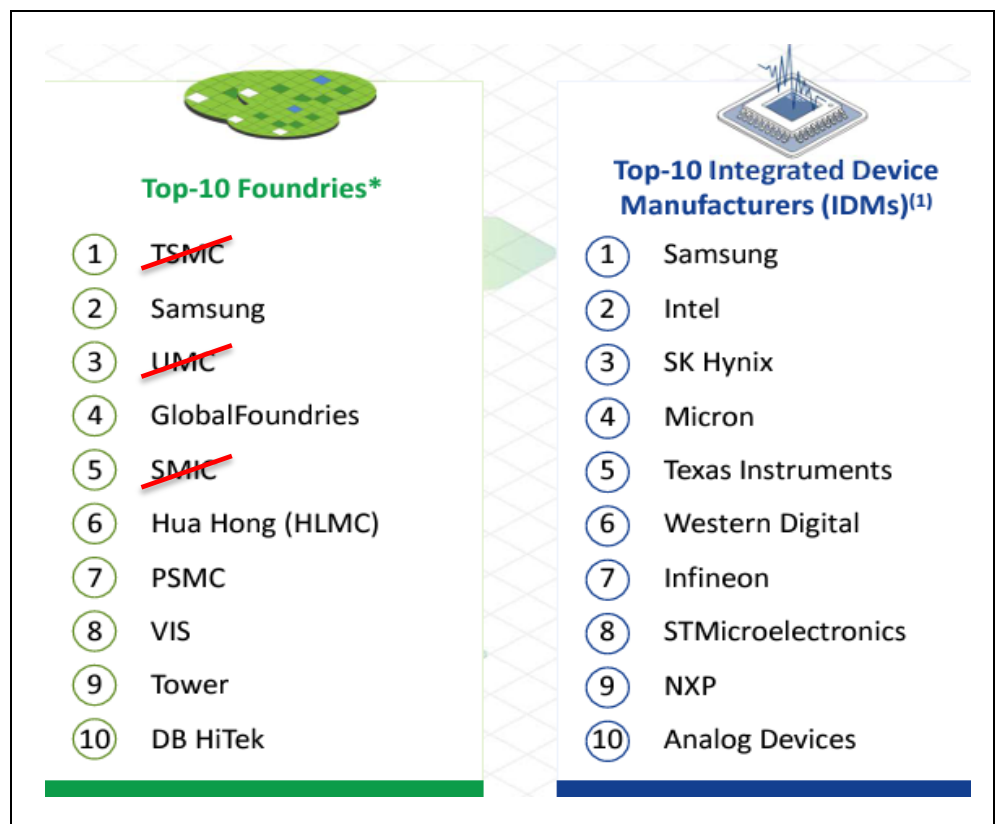 Top-10 Foundries*
1 TSMC
2 Samsung
3 UMC
4 GlobalFoundries
5 SMIC
6 Hua Hong (HLMC)
7 PSMC
8 VIS
9 Tower
10 DB HiTek
Top-10 Integrated Device
Manufacturers (IDMs)(1)
1 Samsung
2 Intel
3 SK Hynix
4 Micron
5 Texas Instruments
6 Western Digital
7 Infineon
8 STMicroelectronics
9 NXP
10 Analog Devices